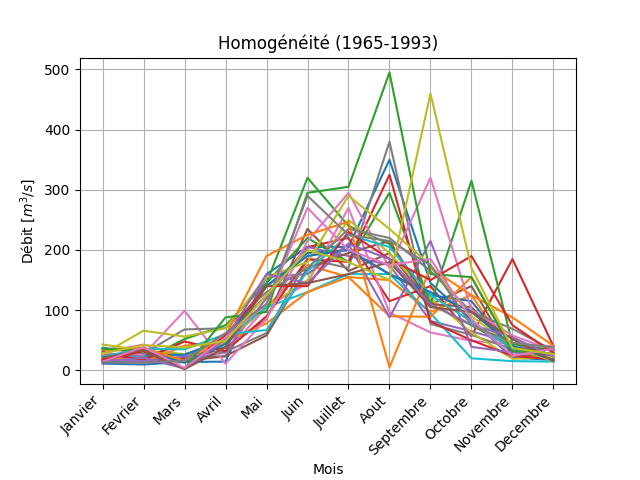 Homogénéité (1965-1993)
Débit [$m^3/s$]
500
400
300
200
100
0
Janvier
Fevrier
Mars
Avril
Mai
Juin
Juillet
Aout
Septembre
Octobre
Novembre
Decembre
Mois